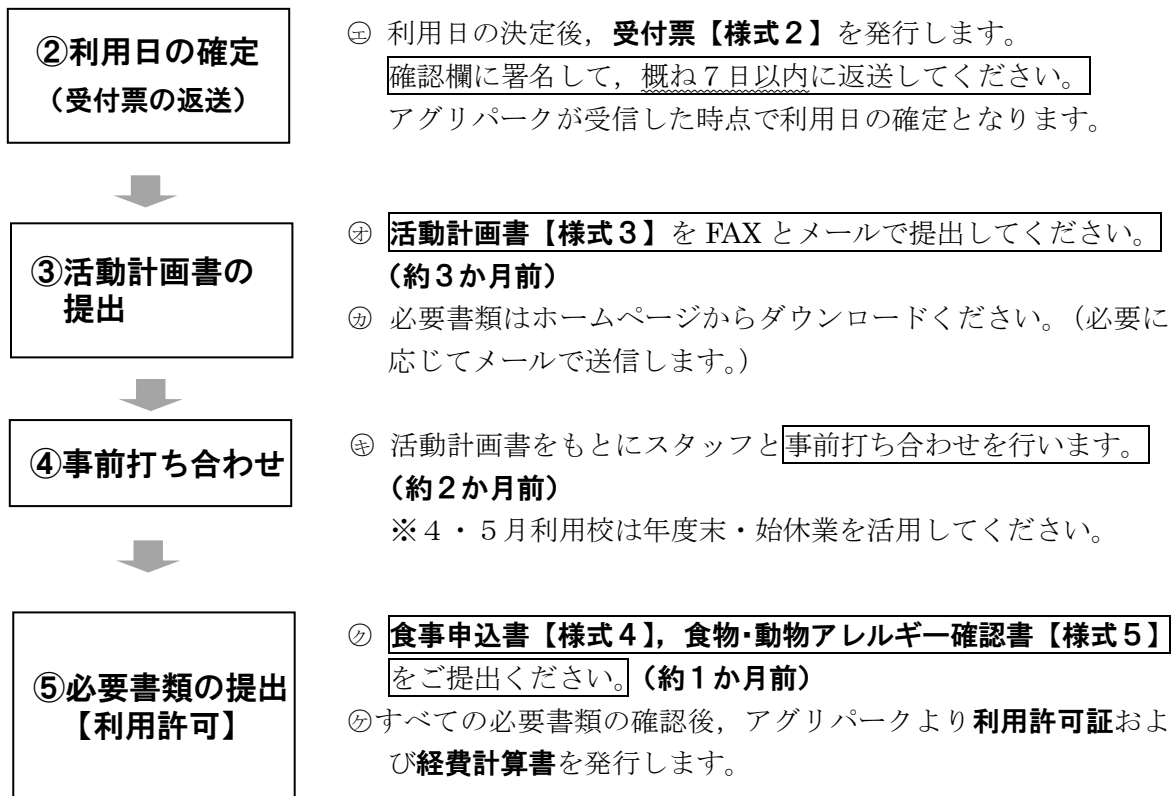 ②利用日の確定
（受付票の返送）
㋓ 利用日の決定後，受付票【様式２】を発行します。
確認欄に署名して，概ね７日以内に返送してください。
アグリパークが受信した時点で利用日の確定となります。
③活動計画書の
提出
㋔ 活動計画書【様式３】を FAX とメールで提出してください。
（約３か月前）
㋕ 必要書類はホームページからダウンロードください。（必要に
応じてメールで送信します。）
④事前打ち合わせ
㋖ 活動計画書をもとにスタッフと事前打ち合わせを行います。
（約２か月前）
※４・５月利用校は年度末・始休業を活用してください。
⑤必要書類の提出
【利用許可】
㋗ 食事申込書【様式４】，食物・動物アレルギー確認書【様式５】
をご提出ください。（約１か月前）
㋘すべての必要書類の確認後，アグリパークより利用許可証およ
び経費計算書を発行します。